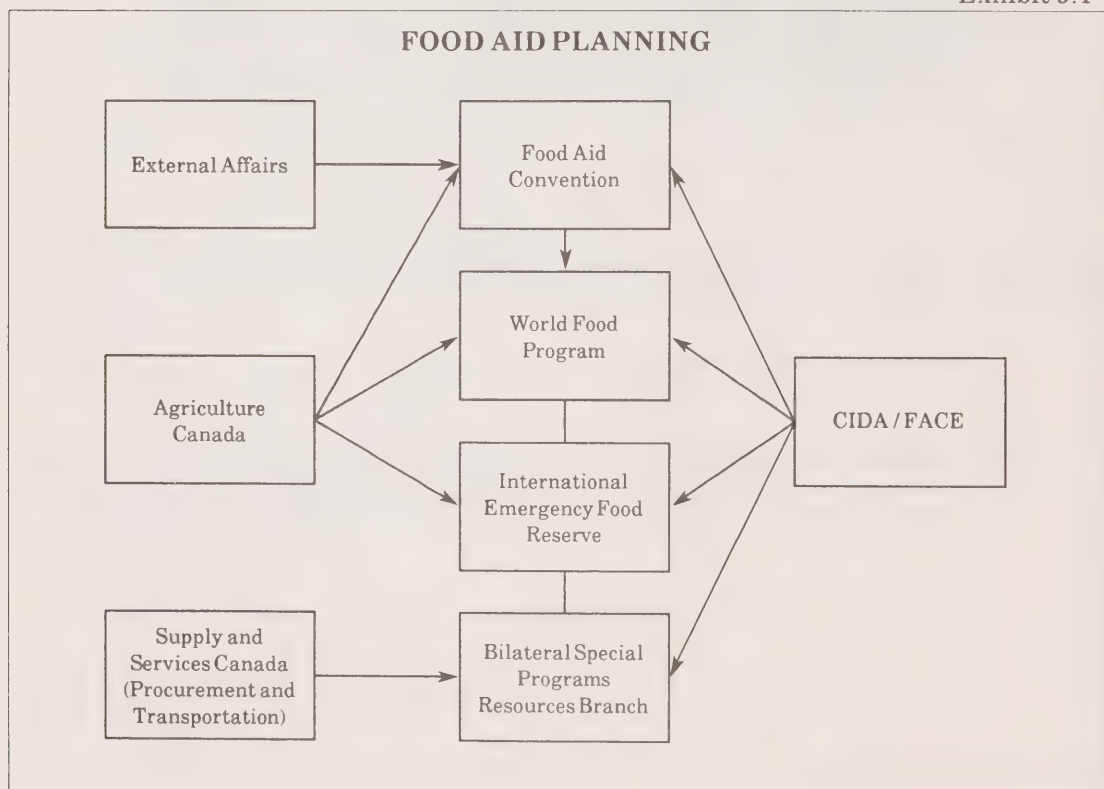 FOOD AID PLANNING
External Affairs
Food Aid
Convention
World Food
Program
Agriculture
Canada
CIDA / FACE
International
Emergency Food
Reserve
Supply and
Services Canada
(Procurement and
Transportation)
Bilateral Special
Programs
Resources Branch